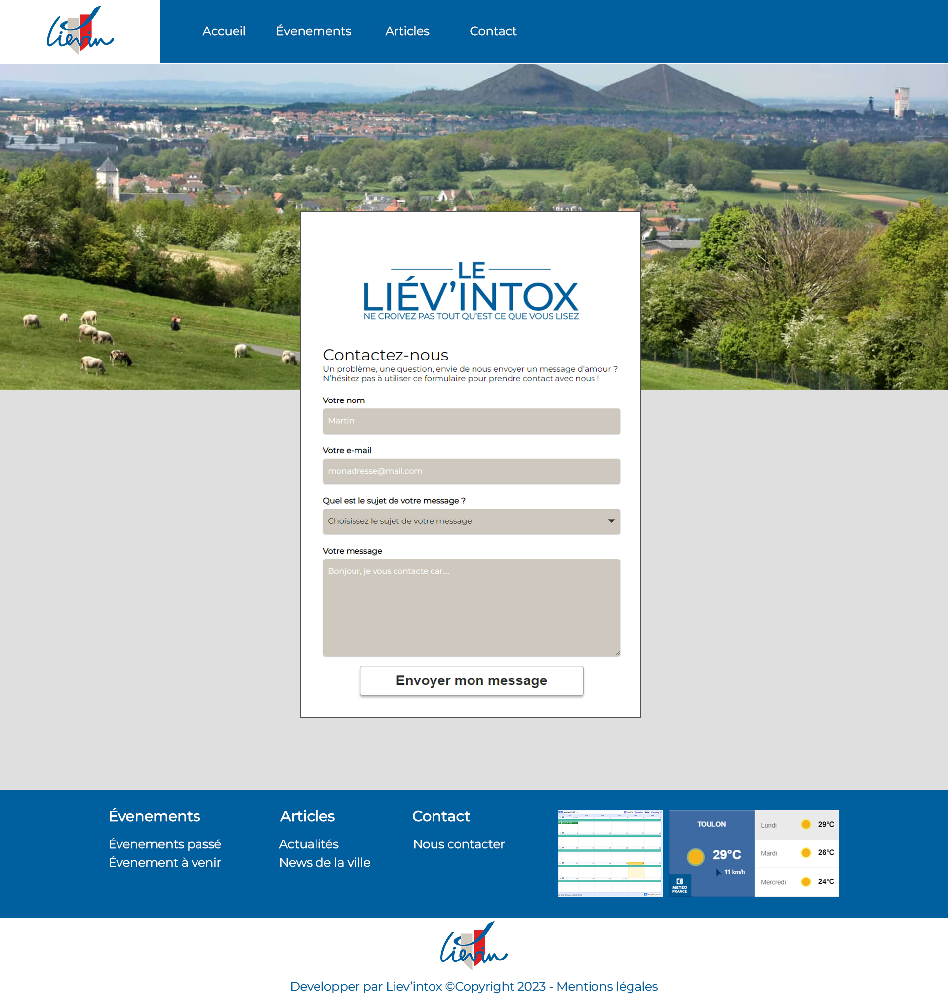 Liévin
Accueil Évenements Articles Contact
LE
LIÉV'INTOX
NE CROIVEZ PAS TOUT QU'EST CE QUE VOUS LISEZ
Contactez-nous
Un problème, une question, envie de nous envoyer un message d'amour ?
N'hésitez pas à utiliser ce formulaire pour prendre contact avec nous !
Votre nom
Martin
Votre e-mail
monadresse@mail.com
Quel est le sujet de votre message ?
Choisissez le sujet de votre message
Votre message
Bonjour, je vous contacte car....
Envoyer mon message
Évenements
Évenements passé
Évenement à venir
Articles
Actualités
News de la ville
Contact
Nous contacter
TOULON
29°C
11 km/h
METEO
FRANCE
Lundi 29°C
Mardi 26°C
Mercredi 24°C
Liévin
Developper par Liev'intox ©Copyright 2023 - Mentions légales